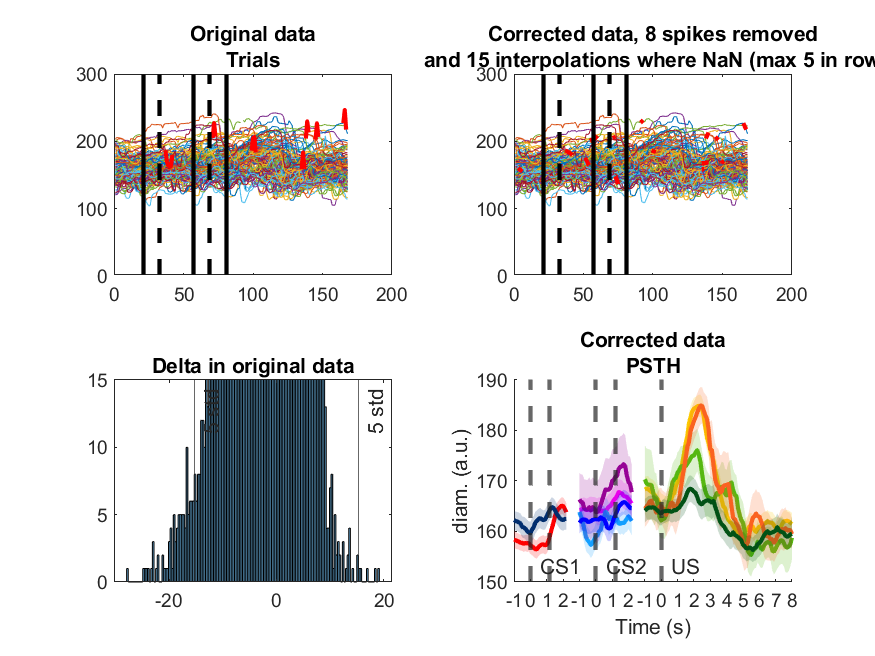 Original data
Trials
300
200
100
0
0
50
100
150
200
Corrected data, 8 spikes removed
and 15 interpolations where NaN (max 5 in row
300
200
100
0
0
50
100
150
200
Delta in original data
15
10
5
0
-20
0
20
5 std
Corrected data
PSTH
190
180
170
160
150
diam. (a.u.)
CS1 CS2 US
-1 0 1 2 -1 0 1 2 -1 0 1 2 3 4 5 6 7 8
Time (s)